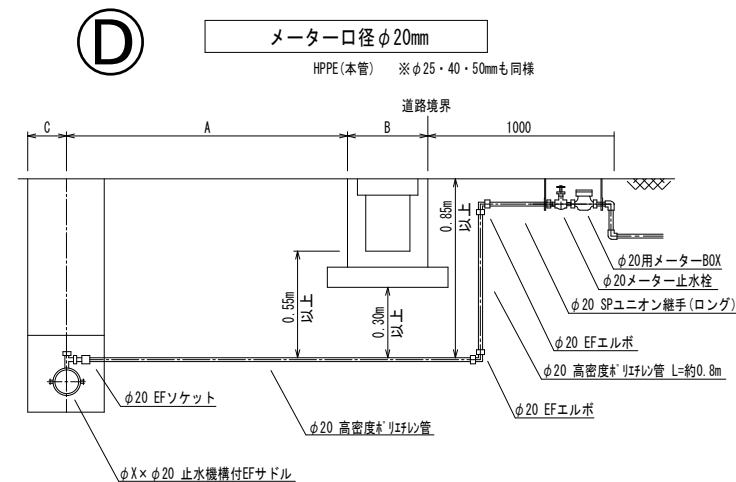 D
メーター口径φ20mm
HPPE(本管) ※φ25・40・50mmも同様
道路境界
C
A
B
1000
0.85m
以上
0.55m
以上
0.30m
以上
φ20用メーターBOX
φ20メーター止水栓
φ20 SPユニオン継手(ロング)
φ20 EFエルボ
φ20 高密度ポリエチレン管 L=約0.8m
φ20 EFエルボ
φ20 EFソケット
φ20 高密度ポリエチレン管
φX×φ20 止水機構付EFサドル